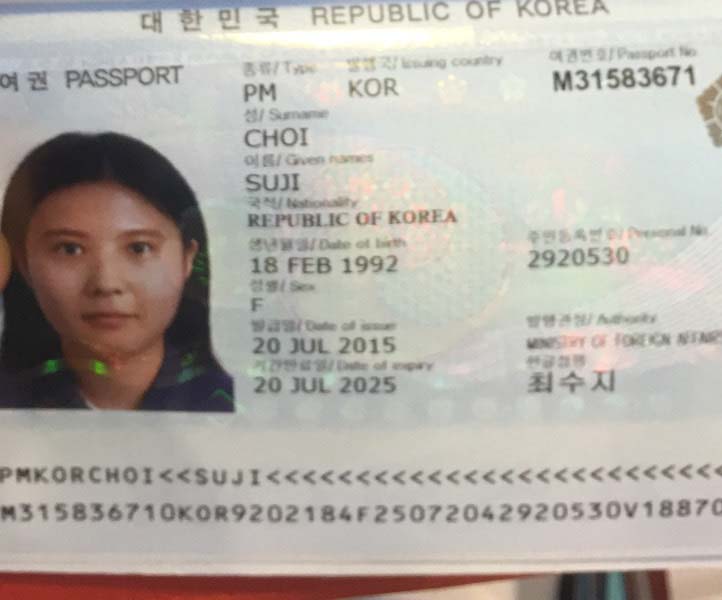 대한민국 REPUBLIC OF KOREA
여권 PASSPORT
종류/Type 발행국/Issuing country 여권번호/Passport No
PM KOR M31583671
성/Surname
CHOI
이름/Given names
SUJI
국적/Nationality
REPUBLIC OF KOREA
생년월일/Date of birth 주민등록번호/Personal No.
18 FEB 1992 2920530
성별/Sex
F
발급일/Date of issue 발행관청/Authority
20 JUL 2015 MINISTRY OF FOREIGN AFFAIRS
기간만료일/Date of expiry 한글성명
20 JUL 2025 최수지
PMKORCHOI<<SUJI<<<<<<<<<<<<<<<<<<<<<<<<<<<<
M315836710KOR9202184F25072042920530V18870